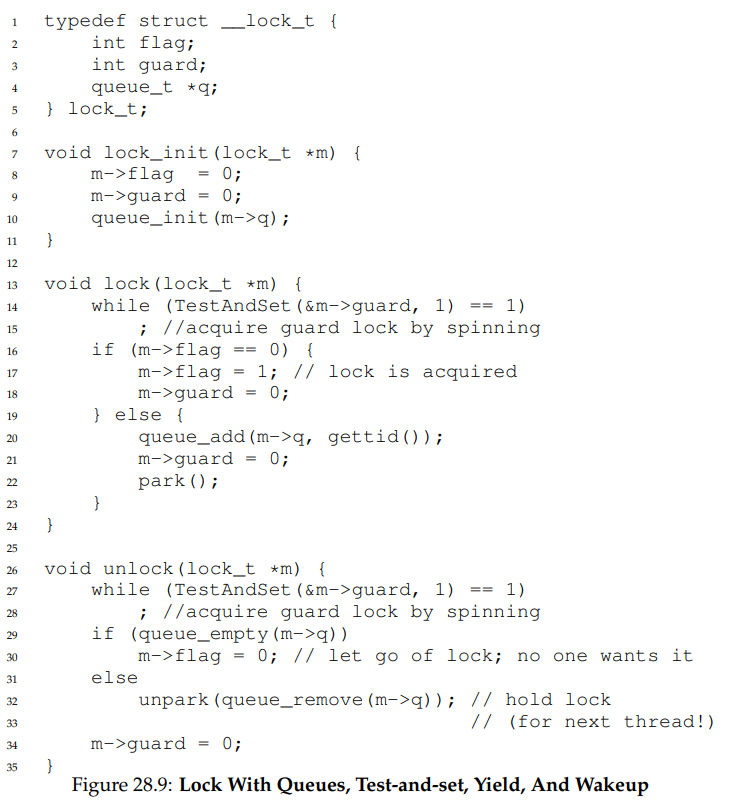 1 typedef struct __lock_t {
2     int flag;
3     int guard;
4     queue_t *q;
5 } lock_t;
6
7 void lock_init(lock_t *m) {
8     m->flag  = 0;
9     m->guard = 0;
10     queue_init(m->q);
11 }
12
13 void lock(lock_t *m) {
14     while (TestAndSet(&m->guard, 1) == 1)
15         ; //acquire guard lock by spinning
16     if (m->flag == 0) {
17         m->flag = 1; // lock is acquired
18         m->guard = 0;
19     } else {
20         queue_add(m->q, gettid());
21         m->guard = 0;
22         park();
23     }
24 }
25
26 void unlock(lock_t *m) {
27     while (TestAndSet(&m->guard, 1) == 1)
28         ; //acquire guard lock by spinning
29     if (queue_empty(m->q))
30         m->flag = 0; // let go of lock; no one wants it
31     else
32         unpark(queue_remove(m->q)); // hold lock
33                                     // (for next thread!)
34     m->guard = 0;
35 }
Figure 28.9: Lock With Queues, Test-and-set, Yield, And Wakeup